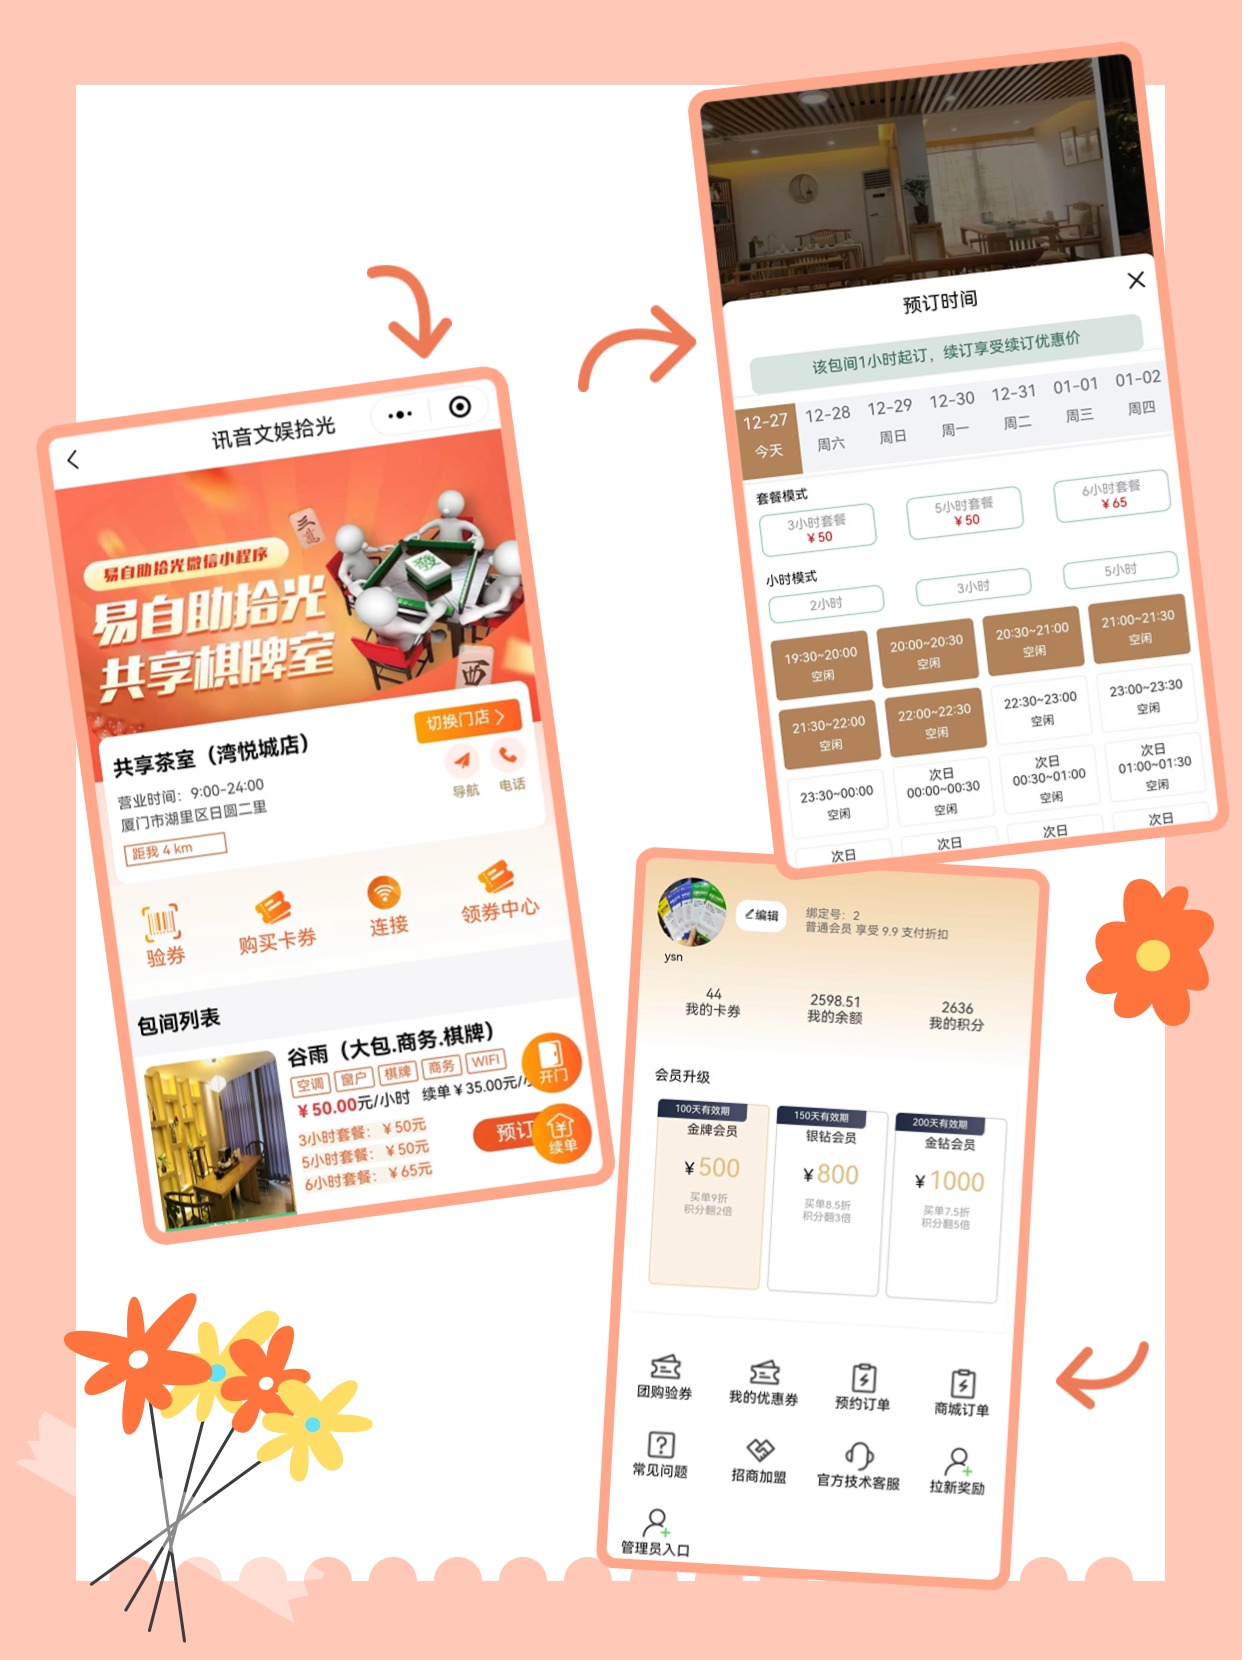 讯音文娱拾光
易自助拾光微信小程序
易自助拾光
共享棋牌室
共享茶室（湾悦城店）
切换门店
营业时间：9:00-24:00
厦门市湖里区日圆二里
导航 电话
距我 4 km
验券 购买卡券 连接 领券中心
包间列表
谷雨（大包.商务.棋牌）
空调 窗户 棋牌 商务 WIFI
¥50.00元/小时 续单¥35.00元/
3小时套餐：¥50元
5小时套餐：¥50元
6小时套餐：¥65元
预订
开门
续单
预订时间
该包间1小时起订，续订享受续订优惠价
12-27 12-28 12-29 12-30 12-31 01-01 01-02
今天 周六 周日 周一 周二 周三 周四
套餐模式
3小时套餐 5小时套餐 6小时套餐
¥50 ¥50 ¥65
小时模式
2小时 3小时 5小时
19:30~20:00 20:00~20:30 20:30~21:00 21:00~21:30
空闲 空闲 空闲 空闲
21:30~22:00 22:00~22:30 22:30~23:00 23:00~23:30
空闲 空闲 空闲 空闲
23:30~00:00 次日 次日 次日
00:00~00:30 00:30~01:00 01:00~01:30
空闲 空闲 空闲 空闲
次日 次日 次日 次日
编辑
绑定号：2
普通会员 享受 9.9 支付折扣
ysn
44 2598.51 2636
我的卡券 我的余额 我的积分
会员升级
100天有效期 150天有效期 200天有效期
金牌会员 银钻会员 金钻会员
¥500 ¥800 ¥1000
买单9折 买单8.5折 买单7.5折
积分翻2倍 积分翻3倍 积分翻5倍
团购验券 我的优惠券 预约订单 商城订单
常见问题 招商加盟 官方技术客服 拉新奖励
管理员入口